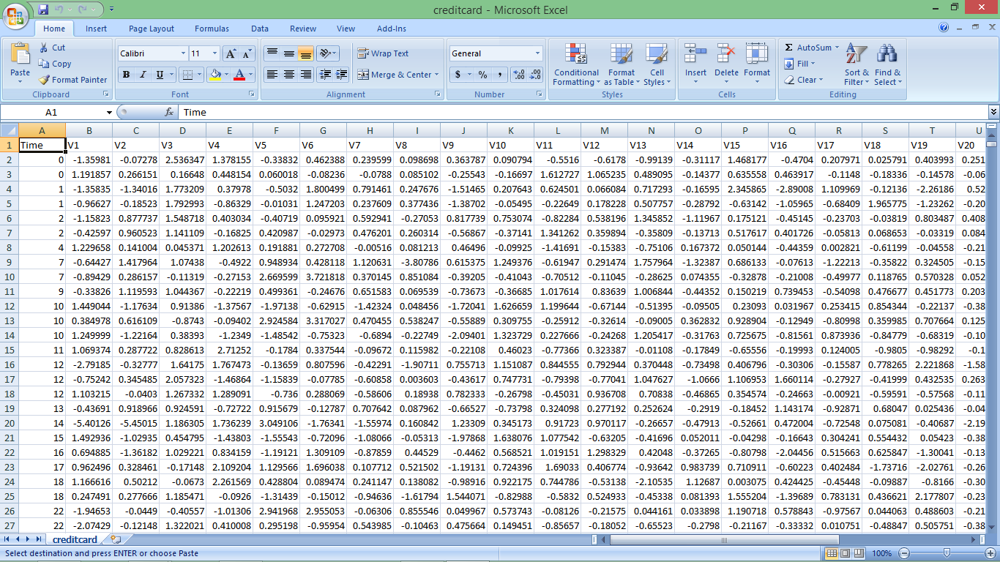 creditcard - Microsoft Excel
Home Insert Page Layout Formulas Data Review View Add-Ins
Paste Cut Copy Format Painter Clipboard
Calibri 11 A A B I U A Font
Wrap Text Merge & Center Alignment
General $ % , .0 .00 .00 .0 Number
Conditional Formatting Format as Table Cell Styles Styles
Insert Delete Format Cells
Σ AutoSum Fill Clear Sort & Filter Find & Select Editing
A1 fx Time
A B C D E F G H I J K L M N O P Q R S T U
1 Time V1 V2 V3 V4 V5 V6 V7 V8 V9 V10 V11 V12 V13 V14 V15 V16 V17 V18 V19 V20
2 0 -1.35981 -0.07278 2.536347 1.378155 -0.33832 0.462388 0.239599 0.098698 0.363787 0.090794 -0.5516 -0.6178 -0.99139 -0.31117 1.468177 -0.4704 0.207971 0.025791 0.403993 0.251
3 0 1.191857 0.266151 0.16648 0.448154 0.060018 -0.08236 -0.0788 0.085102 -0.25543 -0.16697 1.612727 1.065235 0.489095 -0.14377 0.635558 0.463917 -0.1148 -0.18336 -0.14578 -0.06
4 1 -1.35835 -1.34016 1.773209 0.37978 -0.5032 1.800499 0.791461 0.247676 -1.51465 0.207643 0.624501 0.066084 0.717293 -0.16595 2.345865 -2.89008 1.109969 -0.12136 -2.26186 0.52
5 1 -0.96627 -0.18523 1.792993 -0.86329 -0.01031 1.247203 0.237609 0.377436 -1.38702 -0.05495 -0.22649 0.178228 0.507757 -0.28792 -0.63142 -1.05965 -0.68409 1.965775 -1.23262 -0.20
6 2 -1.15823 0.877737 1.548718 0.403034 -0.40719 0.095921 0.592941 -0.27053 0.817739 0.753074 -0.82284 0.538196 1.345852 -1.11967 0.175121 -0.45145 -0.23703 -0.03819 0.803487 0.408
7 2 -0.42597 0.960523 1.141109 -0.16825 0.420987 -0.02973 0.476201 0.260314 -0.56867 -0.37141 1.341262 0.359894 -0.35809 -0.13713 0.517617 0.401726 -0.05813 0.068653 -0.03319 0.084
8 4 1.229658 0.141004 0.045371 1.202613 0.191881 0.272708 -0.00516 0.081213 0.46496 -0.09925 -1.41691 -0.15383 -0.75106 0.167372 0.050144 -0.44359 0.002821 -0.61199 -0.04558 -0.21
9 7 -0.64427 1.417964 1.07438 -0.4922 0.948934 0.428118 1.120631 -3.80786 0.615375 1.249376 -0.61947 0.291474 1.757964 -1.32387 0.686133 -0.07613 -1.22213 -0.35822 0.324505 -0.15
10 7 -0.89429 0.286157 -0.11319 -0.27153 2.669599 3.721818 0.370145 0.851084 -0.39205 -0.41043 -0.70512 -0.11045 -0.28625 0.074355 -0.32878 -0.21008 -0.49977 0.118765 0.570328 0.052
11 9 -0.33826 1.119593 1.044367 -0.22219 0.499361 -0.24676 0.651583 0.069539 -0.73673 -0.36685 1.017614 0.83639 1.006844 -0.44352 0.150219 0.739453 -0.54098 0.476677 0.451773 0.203
12 10 1.449044 -1.17634 0.91386 -1.37567 -1.97138 -0.62915 -1.42324 0.048456 -1.72041 1.626659 1.199644 -0.67144 -0.51395 -0.09505 0.23093 0.031967 0.253415 0.854344 -0.22137 -0.38
13 10 0.384978 0.616109 -0.8743 -0.09402 2.924584 3.317027 0.470455 0.538247 -0.55889 0.309755 -0.25912 -0.32614 -0.09005 0.362832 0.928904 -0.12949 -0.80998 0.359985 0.707664 0.125
14 10 1.249999 -1.22164 0.38393 -1.2349 -1.48542 -0.75323 -0.6894 -0.22749 -2.09401 1.323729 0.227666 -0.24268 1.205417 -0.31763 0.725675 -0.81561 0.873936 -0.84779 -0.68319 -0.10
15 11 1.069374 0.287722 0.828613 2.71252 -0.1784 0.337544 -0.09672 0.115982 -0.22108 0.46023 -0.77366 0.323387 -0.01108 -0.17849 -0.65556 -0.19993 0.124005 -0.9805 -0.98292 -0.1
16 12 -2.79185 -0.32777 1.64175 1.767473 -0.13659 0.807596 -0.42291 -1.90711 0.755713 1.151087 0.844555 0.792944 0.370448 -0.73498 0.406796 -0.30306 -0.15587 0.778265 2.221868 -1.58
17 12 -0.75242 0.345485 2.057323 -1.46864 -1.15839 -0.07785 -0.60858 0.003603 -0.43617 0.747731 -0.79398 -0.77041 1.047627 -1.0666 1.106953 1.660114 -0.27927 -0.41999 0.432535 0.263
18 12 1.103215 -0.0403 1.267332 1.289091 -0.736 0.288069 -0.58606 0.18938 0.782333 -0.26798 -0.45031 0.936708 0.70838 -0.46865 0.354574 -0.24663 -0.00921 -0.59591 -0.57568 -0.11
19 13 -0.43691 0.918966 0.924591 -0.72722 0.915679 -0.12787 0.707642 0.087962 -0.66527 -0.73798 0.324098 0.277192 0.252624 -0.2919 -0.18452 1.143174 -0.92871 0.68047 0.025436 -0.04
20 14 -5.40126 -5.45015 1.186305 1.736239 3.049106 -1.76341 -1.55974 0.160842 1.23309 0.345173 0.91723 0.970117 -0.26657 -0.47913 -0.52661 0.472004 -0.72548 0.075081 -0.40687 -2.19
21 15 1.492936 -1.02935 0.454795 -1.43803 -1.55543 -0.72096 -1.08066 -0.05313 -1.97868 1.638076 1.077542 -0.63205 -0.41696 0.052011 -0.04298 -0.16643 0.304241 0.554432 0.05423 -0.38
22 16 0.694885 -1.36182 1.029221 0.834159 -1.19121 1.309109 -0.87859 0.44529 -0.4462 0.568521 1.019151 1.298329 0.42048 -0.37265 -0.80798 -2.04456 0.515663 0.625847 -1.30041 -0.13
23 17 0.962496 0.328461 -0.17148 2.109204 1.129566 1.696038 0.107712 0.521502 -1.19131 0.724396 1.69033 0.406774 -0.93642 0.983739 0.710911 -0.60223 0.402484 -1.73716 -2.02761 -0.26
24 18 1.166616 0.50212 -0.0673 2.261569 0.428804 0.089474 0.241147 0.138082 -0.98916 0.922175 0.744786 -0.53138 -2.10535 1.12687 0.003075 0.424425 -0.45448 -0.09887 -0.8166 -0.30
25 18 0.247491 0.277666 1.185471 -0.0926 -1.31439 -0.15012 -0.94636 -1.61794 1.544071 -0.82988 -0.5832 0.524933 -0.45338 0.081393 1.555204 -1.39689 0.783131 0.436621 2.177807 -0.23
26 22 -1.94653 -0.0449 -0.40557 -1.01306 2.941968 2.955053 -0.06306 0.855546 0.049967 0.573743 -0.08126 -0.21575 0.044161 0.033898 1.190718 0.578843 -0.97567 0.044063 0.488603 -0.21
27 22 -2.07429 -0.12148 1.322021 0.410008 0.295198 -0.95954 0.543985 -0.10463 0.475664 0.149451 -0.85657 -0.18052 -0.65523 -0.2798 -0.21167 -0.33332 0.010751 -0.48847 0.505751 -0.38
creditcard
Select destination and press ENTER or choose Paste 100%